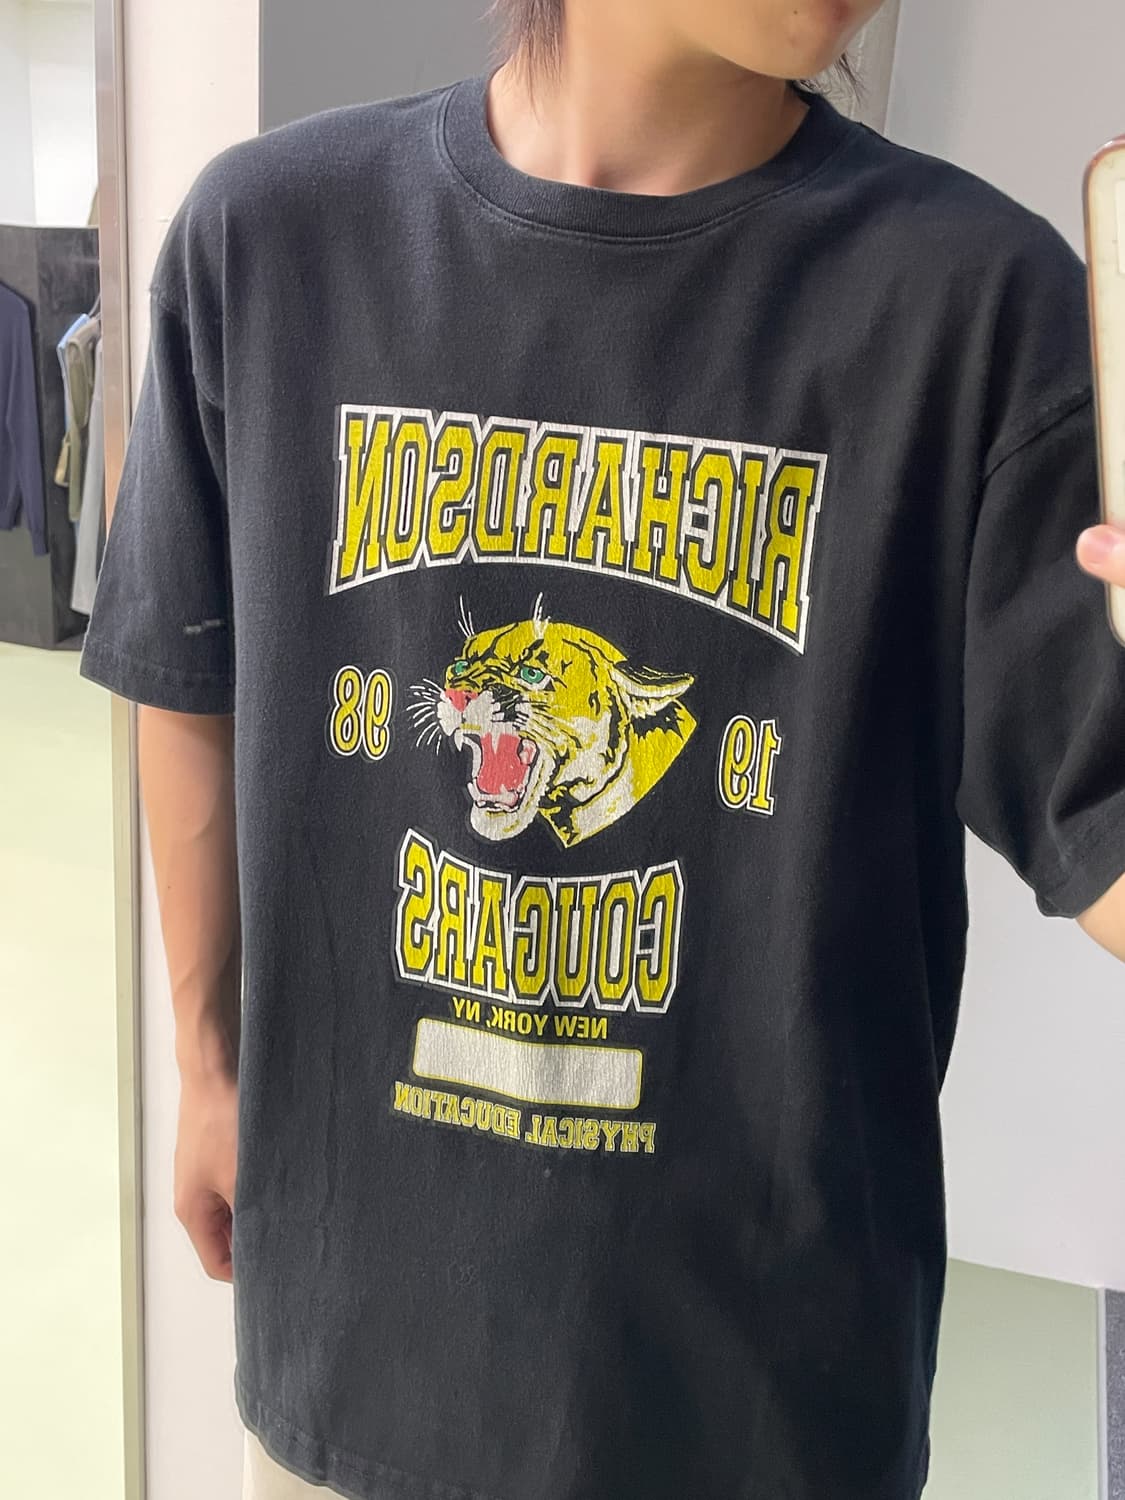 RICHARDSON
19 98
COUGARS
NEW YORK, NY
PHYSICAL EDUCATION